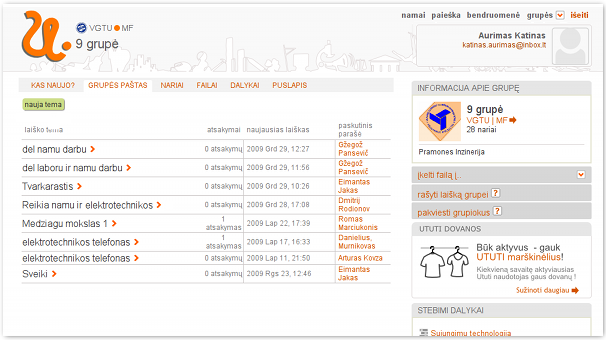 namai paieška bendruomenė grupės išeiti
VGTU MF
9 grupė
Aurimas Katinas
katinas.aurimas@inbox.lt
KAS NAUJO? GRUPĖS PAŠTAS NARIAI FAILAI DALYKAI PUSLAPIS
nauja tema
laiško tema atsakymai naujausias laiškas paskutinis parašė
del namu darbu 0 atsakymų 2009 Grd 29, 12:27 Gžegož Pansevič
del laboru ir namu darbu 0 atsakymų 2009 Grd 29, 11:56 Gžegož Pansevič
Tvarkarastis 0 atsakymų 2009 Grd 29, 10:26 Eimantas Jakas
Reikia namu ir elektrotechnikos 0 atsakymų 2009 Grd 28, 17:08 Dmitrij Rodionov
Medziagu mokslas 1 1 atsakymas 2009 Lap 22, 17:39 Romas Marciukonis
elektrotechnikos telefonas 1 atsakymas 2009 Lap 17, 16:33 Danielius, Murnikovas
elektrotechnikos telefonas 0 atsakymų 2009 Lap 11, 21:50 Arturas Kovza
Sveiki 0 atsakymų 2009 Rgs 23, 12:46 Eimantas Jakas
INFORMACIJA APIE GRUPĘ
9 grupė
VGTU | MF
28 nariai
Pramones Inzinerija
įkelti failą į..
rašyti laišką grupei ?
pakviesti grupiokus ?
UTUTI DOVANOS
Būk aktyvus - gauk
UTUTI marškinėlius!
Kiekvieną savaitę aktyviausias
Ututi naudotojas gaus dovanų !
Sužinoti daugiau
STEBIMI DALYKAI
Sujungimų technologija